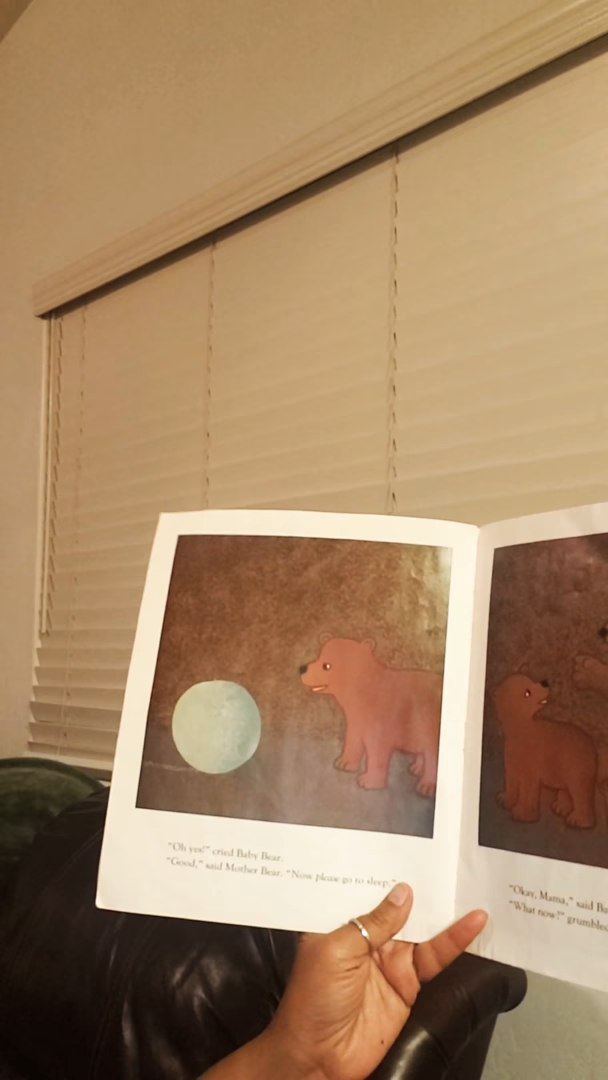 "Oh yes!" cried Baby Bear.
"Good," said Mother Bear. "Now please go to sleep."
"Okay, Mama," said
"What now?" grumbled